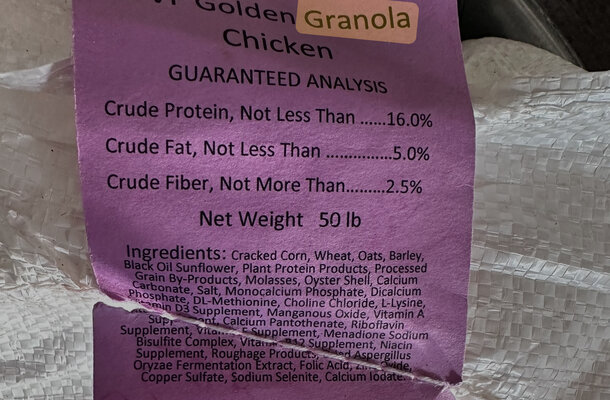 Golden Granola
Chicken
GUARANTEED ANALYSIS
Crude Protein, Not Less Than ......16.0%
Crude Fat, Not Less Than ...............5.0%
Crude Fiber, Not More Than.........2.5%
Net Weight 50 lb
Ingredients: Cracked Corn, Wheat, Oats, Barley,
Black Oil Sunflower, Plant Protein Products, Processed
Grain By-Products, Molasses, Oyster Shell, Calcium
Carbonate, Salt, Monocalcium Phosphate, Dicalcium
Phosphate, DL-Methionine, Choline Chloride, L-Lysine,
D3 Supplement, Manganous Oxide, Vitamin A
Calcium Pantothenate, Riboflavin
Supplement, Supplement, Menadione Sodium
Bisulfite Complex, B12 Supplement, Niacin
Supplement, Roughage Products, Aspergillus
Oryzae Fermentation Extract, Folic Acid, Zinc Oxide,
Copper Sulfate, Sodium Selenite, Calcium Iodate.